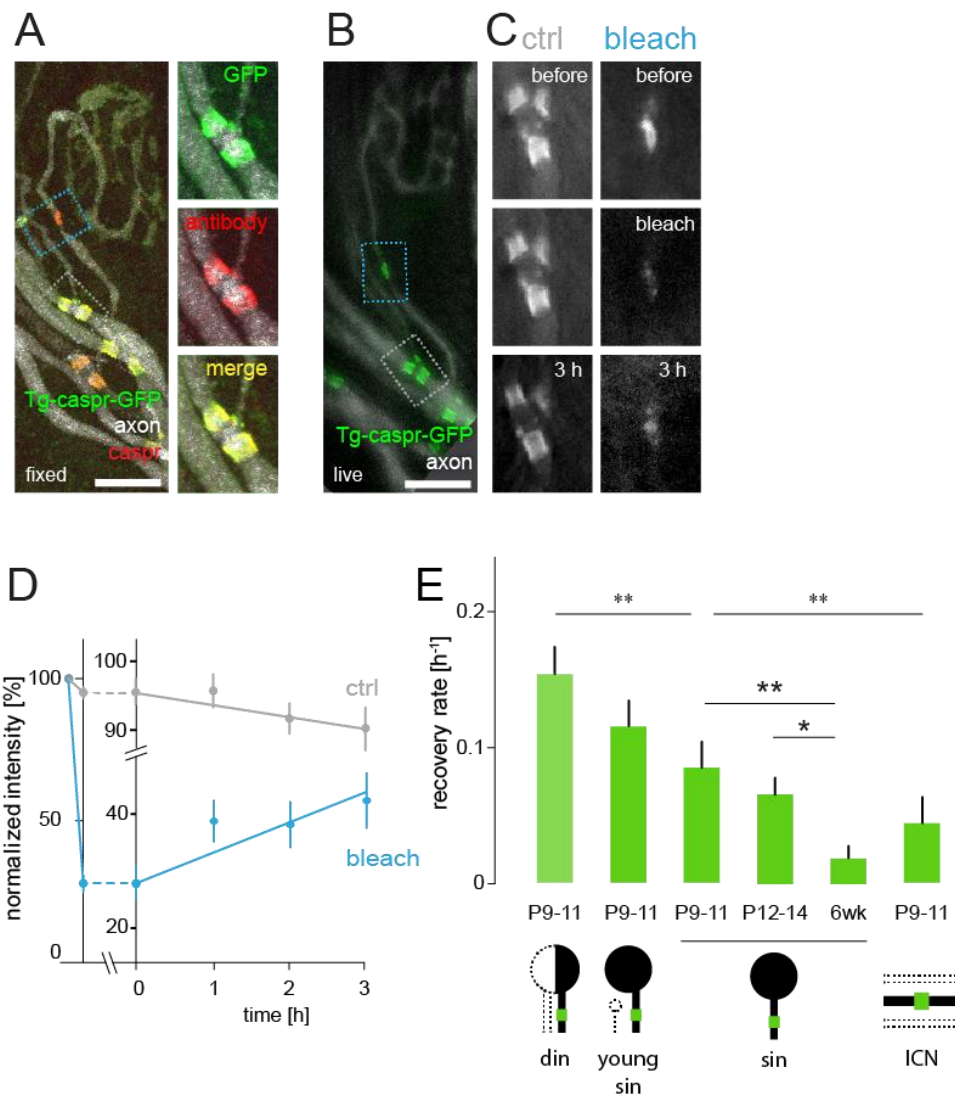 A
GFP
antibody
merge
Tg-caspr-GFP
axon
caspr
fixed
B
Tg-caspr-GFP
axon
live
C
ctrl bleach
before before
bleach
3 h 3 h
D
normalized intensity [%]
100
50
0
100
90
40
20
ctrl
bleach
0 1 2 3
time [h]
E
recovery rate [h-1]
0.2
0.1
0
** **
**
*
P9-11 P9-11 P9-11 P12-14 6wk P9-11
din young sin ICN
sin